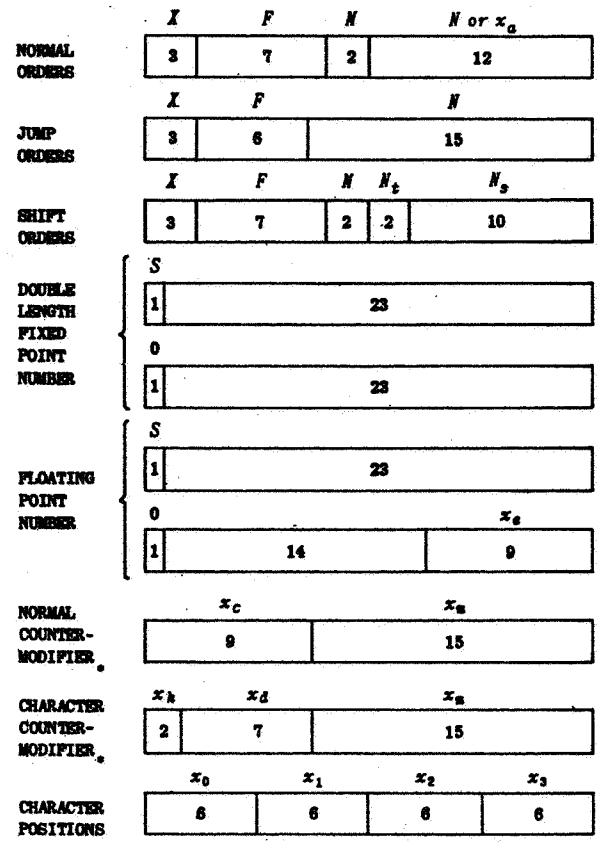 X F M N or xa
NORMAL ORDERS
3 7 2 12
X F N
JUMP ORDERS
3 6 15
X F M Nt Ns
SHIFT ORDERS
3 7 2 2 10
S
DOUBLE LENGTH FIXED POINT NUMBER
1 23
0
1 23
S
FLOATING POINT NUMBER
1 23
0 xe
1 14 9
xc xm
NORMAL COUNTER-MODIFIER
9 15
xk xd xm
CHARACTER COUNTER-MODIFIER
2 7 15
x0 x1 x2 x3
CHARACTER POSITIONS
6 6 6 6